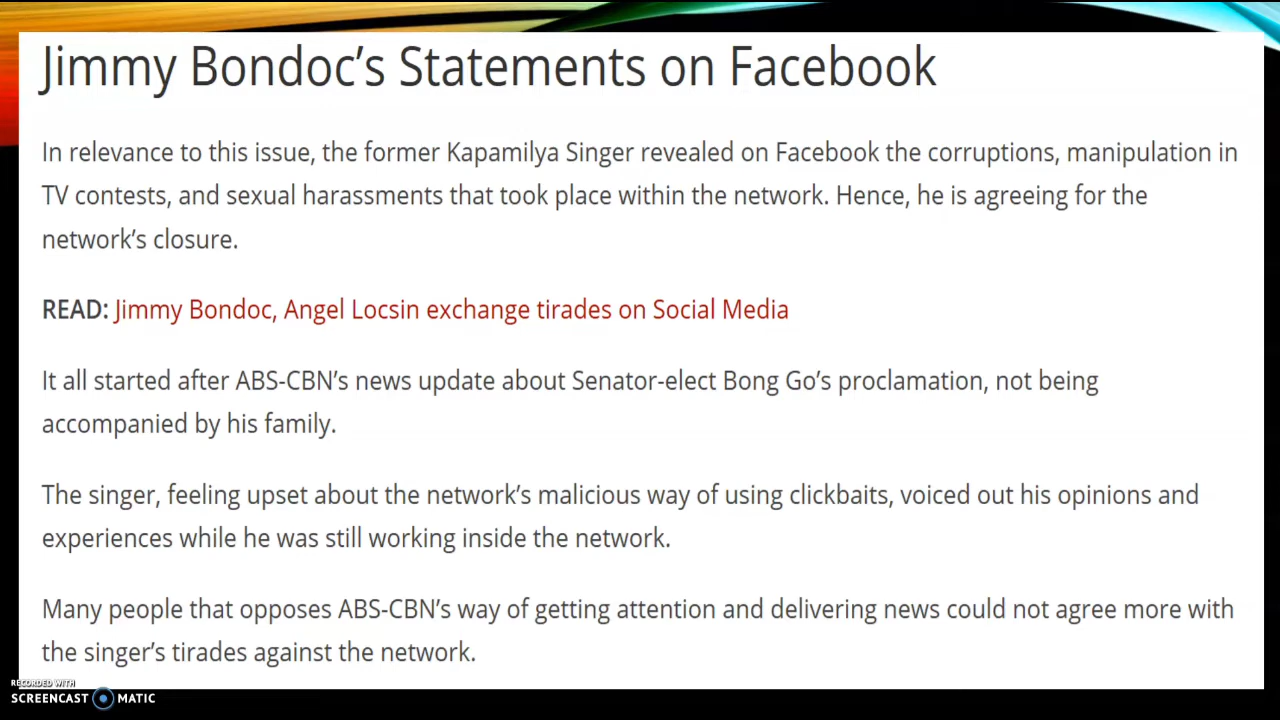 Jimmy Bondoc's Statements on Facebook
In relevance to this issue, the former Kapamilya Singer revealed on Facebook the corruptions, manipulation in
TV contests, and sexual harassments that took place within the network. Hence, he is agreeing for the
network's closure.
READ: Jimmy Bondoc, Angel Locsin exchange tirades on Social Media
It all started after ABS-CBN's news update about Senator-elect Bong Go's proclamation, not being
accompanied by his family.
The singer, feeling upset about the network's malicious way of using clickbaits, voiced out his opinions and
experiences while he was still working inside the network.
Many people that opposes ABS-CBN's way of getting attention and delivering news could not agree more with
the singer's tirades against the network.
RECORDED WITH
SCREENCAST MATIC